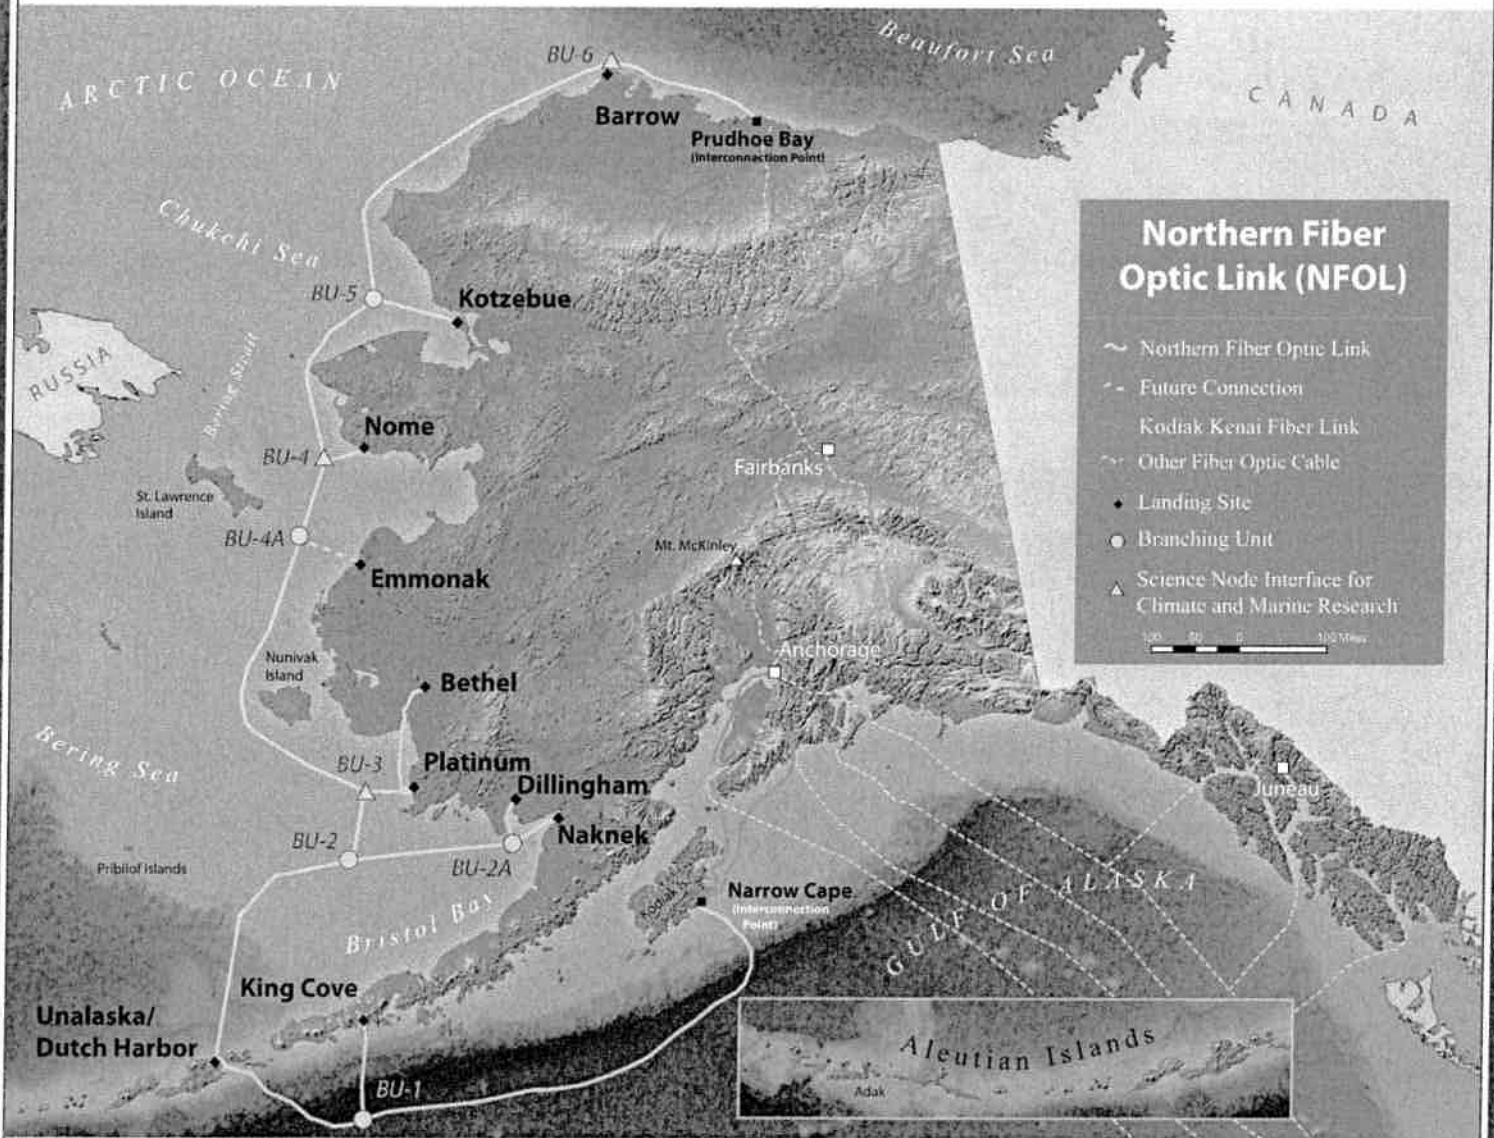 BU-6
Beaufort Sea
ARCTIC OCEAN
CANADA
Barrow
Prudhoe Bay
(Interconnection Point)
Chukchi Sea
Northern Fiber
Optic Link (NFOL)
BU-5
Kotzebue
RUSSIA
Bering Strait
Northern Fiber Optic Link
Future Connection
Kodiak Kenai Fiber Link
Other Fiber Optic Cable
Landing Site
Branching Unit
Science Node Interface for
Climate and Marine Research
100 50 0 100 Miles
Nome
BU-4
Fairbanks
St. Lawrence
Island
BU-4A
Mt. McKinley
Emmonak
Anchorage
Nunivak
Island
Bethel
Bering Sea
BU-3
Platinum
Dillingham
Juneau
BU-2
Naknek
BU-2A
Pribilof Islands
Narrow Cape
(Interconnection
Point)
Kodiak
GULF OF ALASKA
Bristol Bay
King Cove
Unalaska/
Dutch Harbor
Aleutian Islands
Adak
BU-1